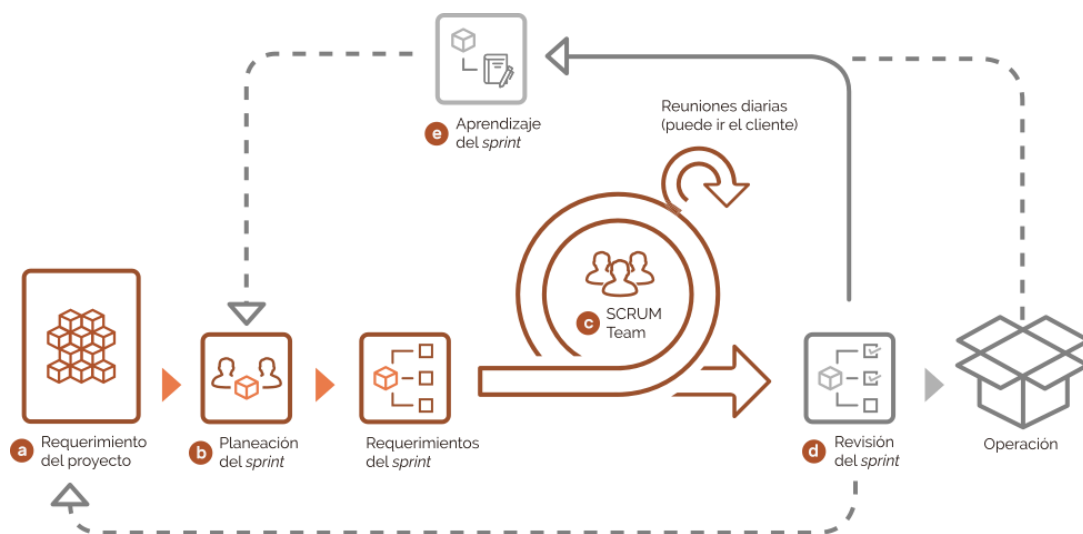 e Aprendizaje
del sprint
Reuniones diarias
(puede ir el cliente)
c SCRUM
Team
a Requerimiento
del proyecto
b Planeación
del sprint
Requerimientos
del sprint
d Revisión
del sprint
Operación